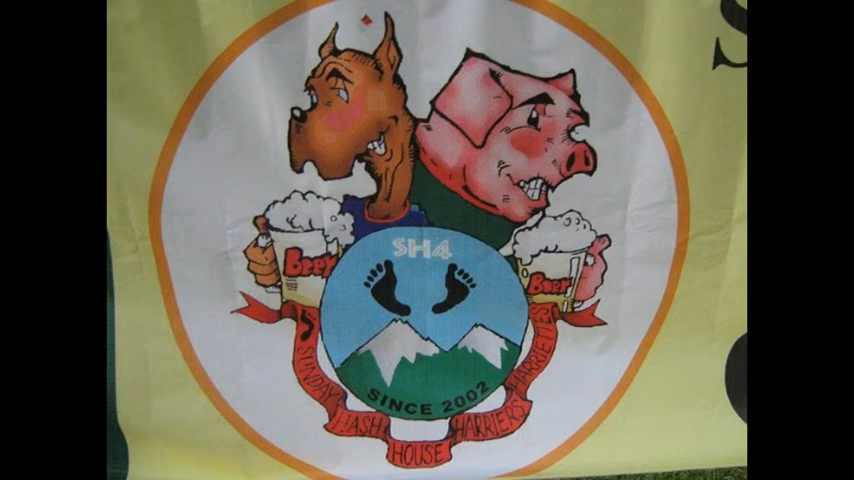 SH4
Beer
Beer
SINCE 2002
SUNDAY HASH HOUSE HARRIERS HARRIETTES